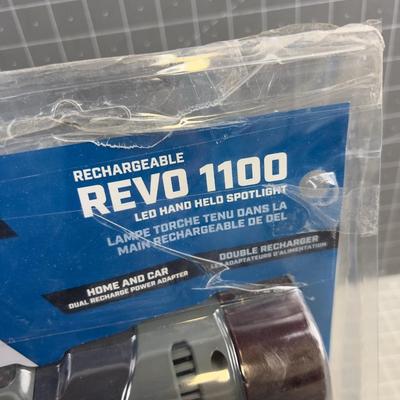 RECHARGEABLE
REVO 1100
LED HAND HELD SPOTLIGHT
LAMPE TORCHE TENU DANS LA
MAIN RECHARGEABLE DE DEL
DOUBLE RECHARGER
LES ADAPTATEURS D'ALIMENTATION
HOME AND CAR
DUAL RECHARGE POWER ADAPTER